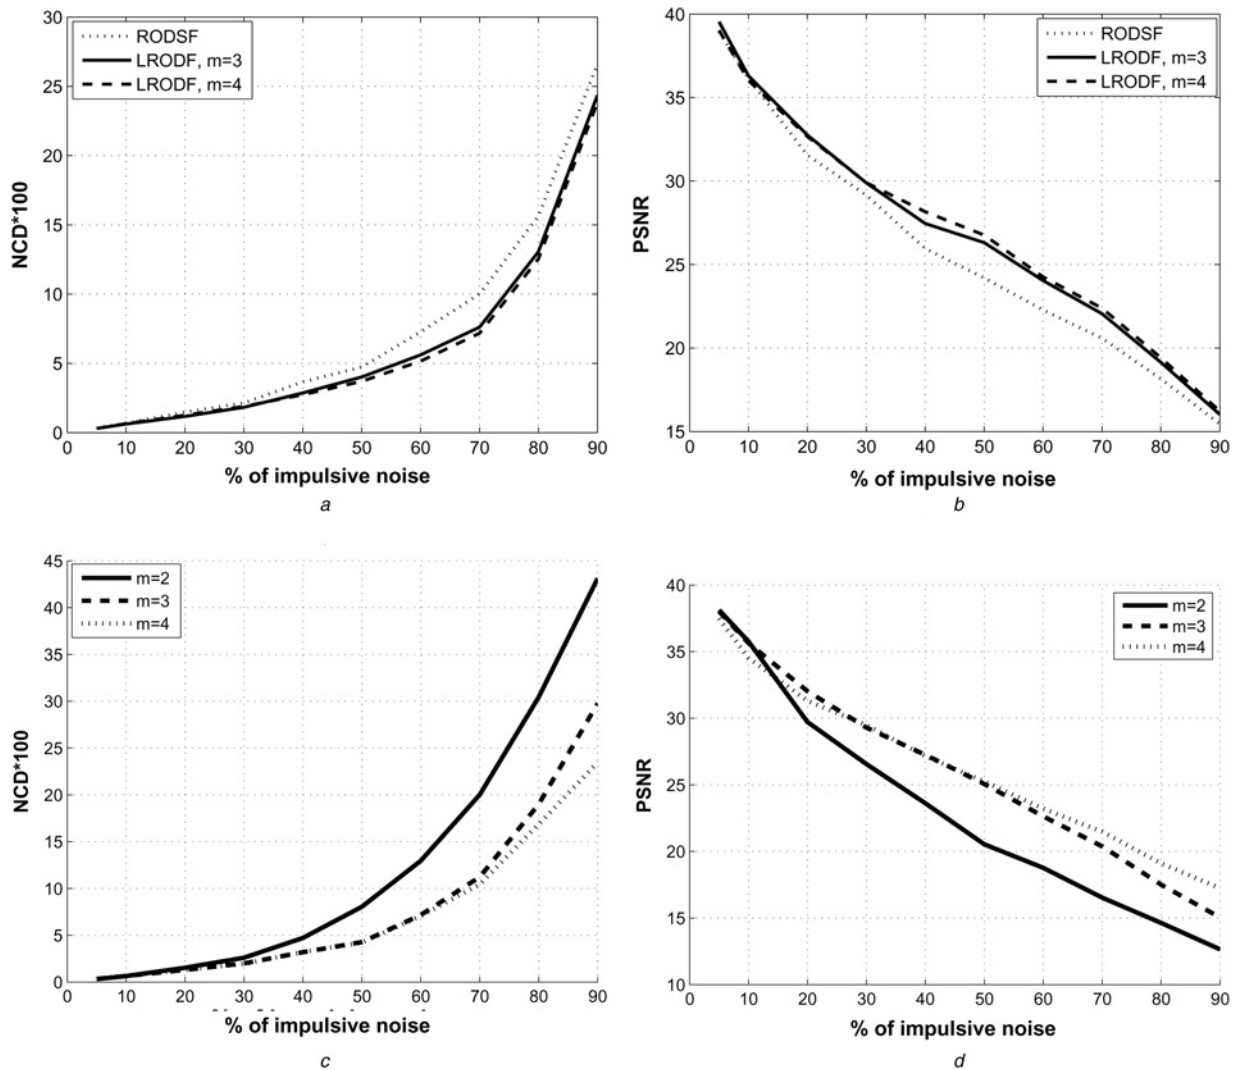 30
25
20
15
10
5
0
NCD*100
RODSF
LRODF, m=3
LRODF, m=4
0 10 20 30 40 50 60 70 80 90
% of impulsive noise
a
40
35
30
25
20
15
PSNR
RODSF
LRODF, m=3
LRODF, m=4
0 10 20 30 40 50 60 70 80 90
% of impulsive noise
b
45
40
35
30
25
20
15
10
5
0
NCD*100
m=2
m=3
m=4
0 10 20 30 40 50 60 70 80 90
% of impulsive noise
c
40
35
30
25
20
15
10
PSNR
m=2
m=3
m=4
0 10 20 30 40 50 60 70 80 90
% of impulsive noise
d